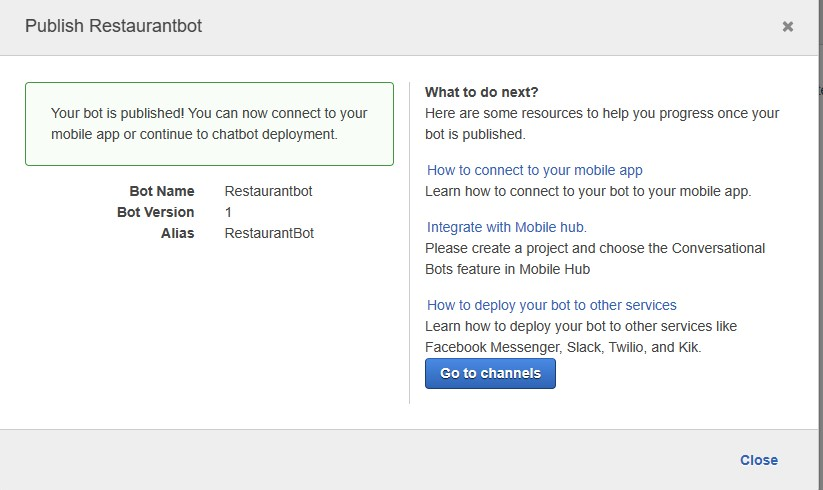 Publish Restaurantbot
Your bot is published! You can now connect to your
mobile app or continue to chatbot deployment.
Bot Name Restaurantbot
Bot Version 1
Alias RestaurantBot
What to do next?
Here are some resources to help you progress once your
bot is published.
How to connect to your mobile app
Learn how to connect to your bot to your mobile app.
Integrate with Mobile hub.
Please create a project and choose the Conversational
Bots feature in Mobile Hub
How to deploy your bot to other services
Learn how to deploy your bot to other services like
Facebook Messenger, Slack, Twilio, and Kik.
Go to channels
Close